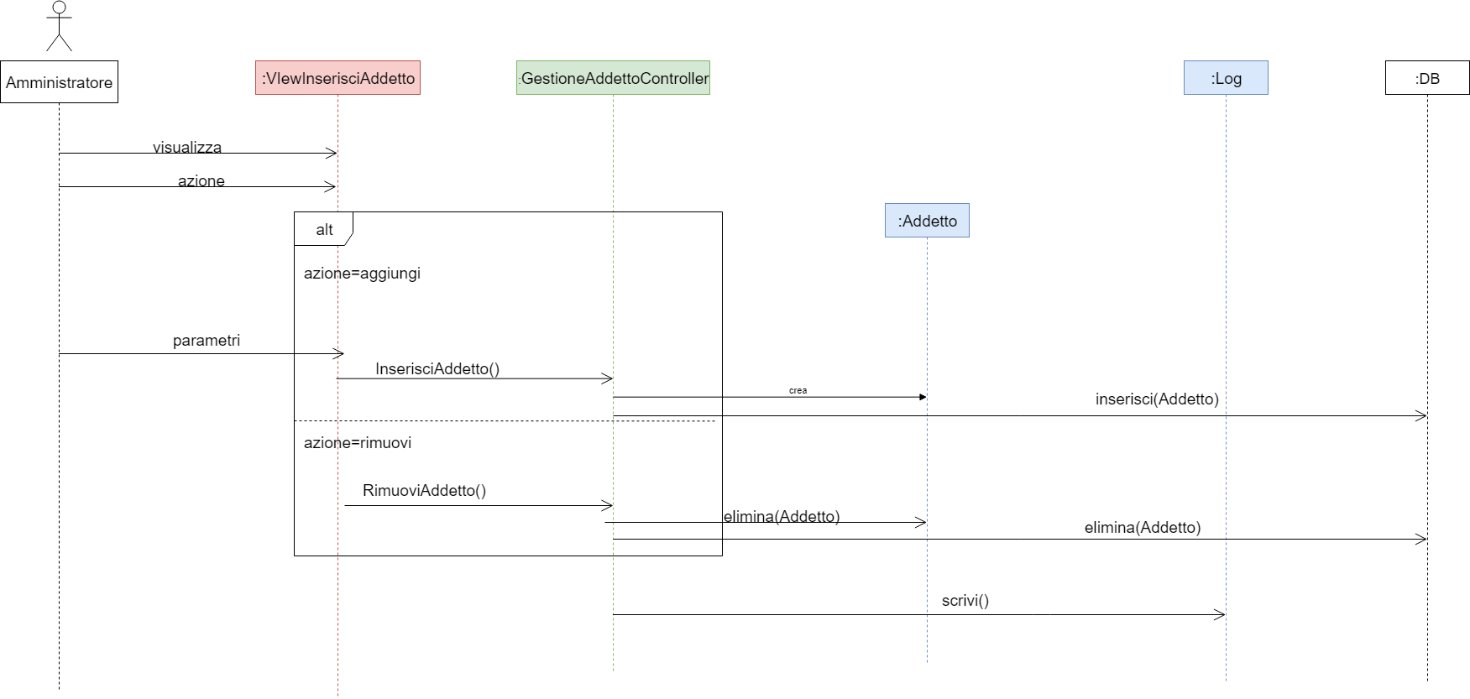 Amministratore
:VIewInserisciAddetto
:GestioneAddettoController
:Log
:DB
visualizza
azione
:Addetto
alt
azione=aggiungi
parametri
InserisciAddetto()
crea
inserisci(Addetto)
azione=rimuovi
RimuoviAddetto()
elimina(Addetto)
elimina(Addetto)
scrivi()